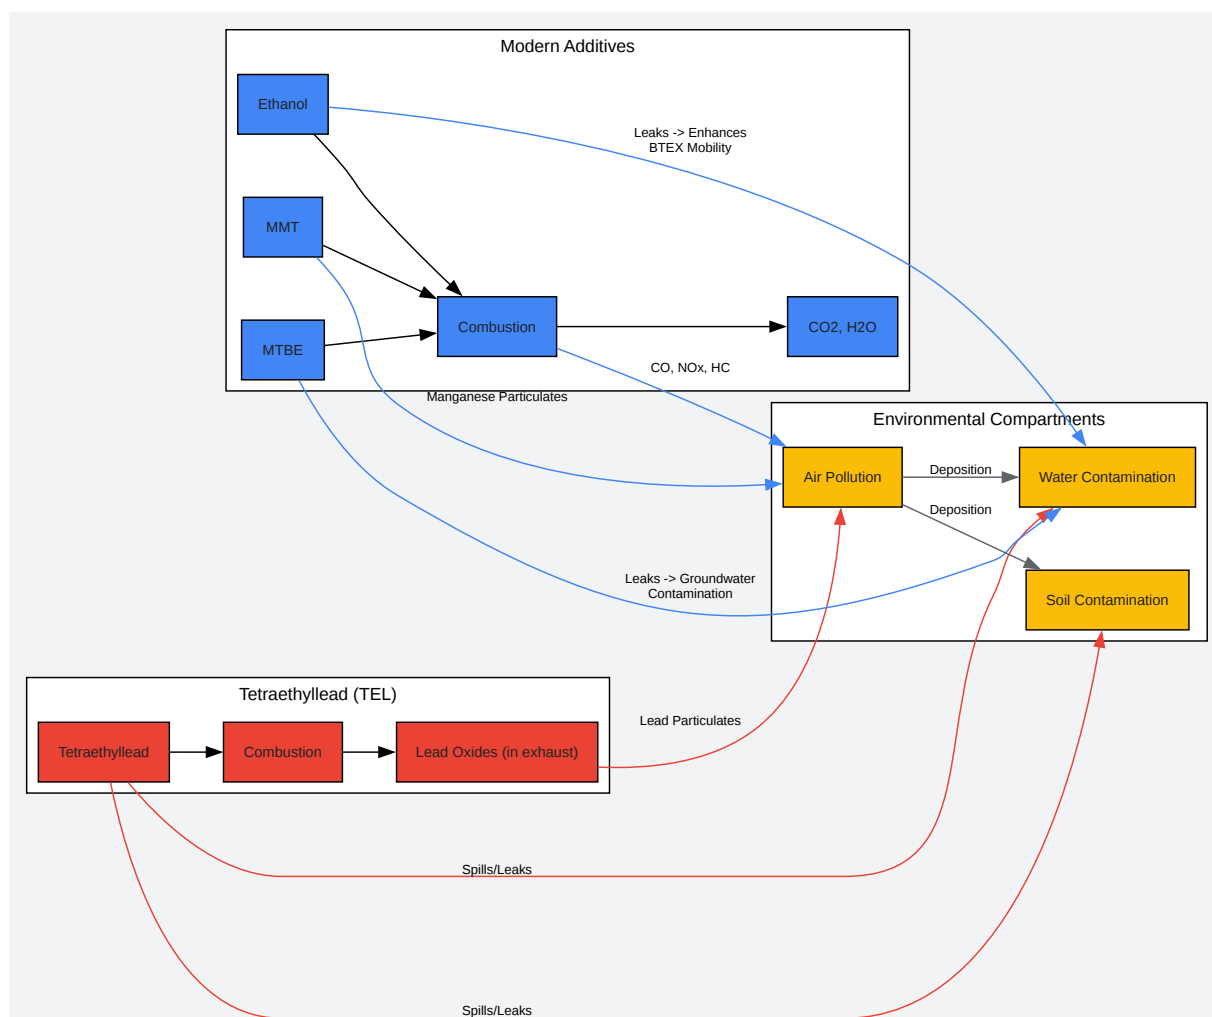 Modern Additives
Ethanol
Leaks -> Enhances
BTEX Mobility
MMT
MTBE
Combustion
CO2, H2O
CO, NOx, HC
Manganese Particulates
Environmental Compartments
Air Pollution
Deposition
Water Contamination
Deposition
Leaks -> Groundwater
Contamination
Soil Contamination
Tetraethyllead (TEL)
Tetraethyllead
Combustion
Lead Oxides (in exhaust)
Lead Particulates
Spills/Leaks
Spills/Leaks